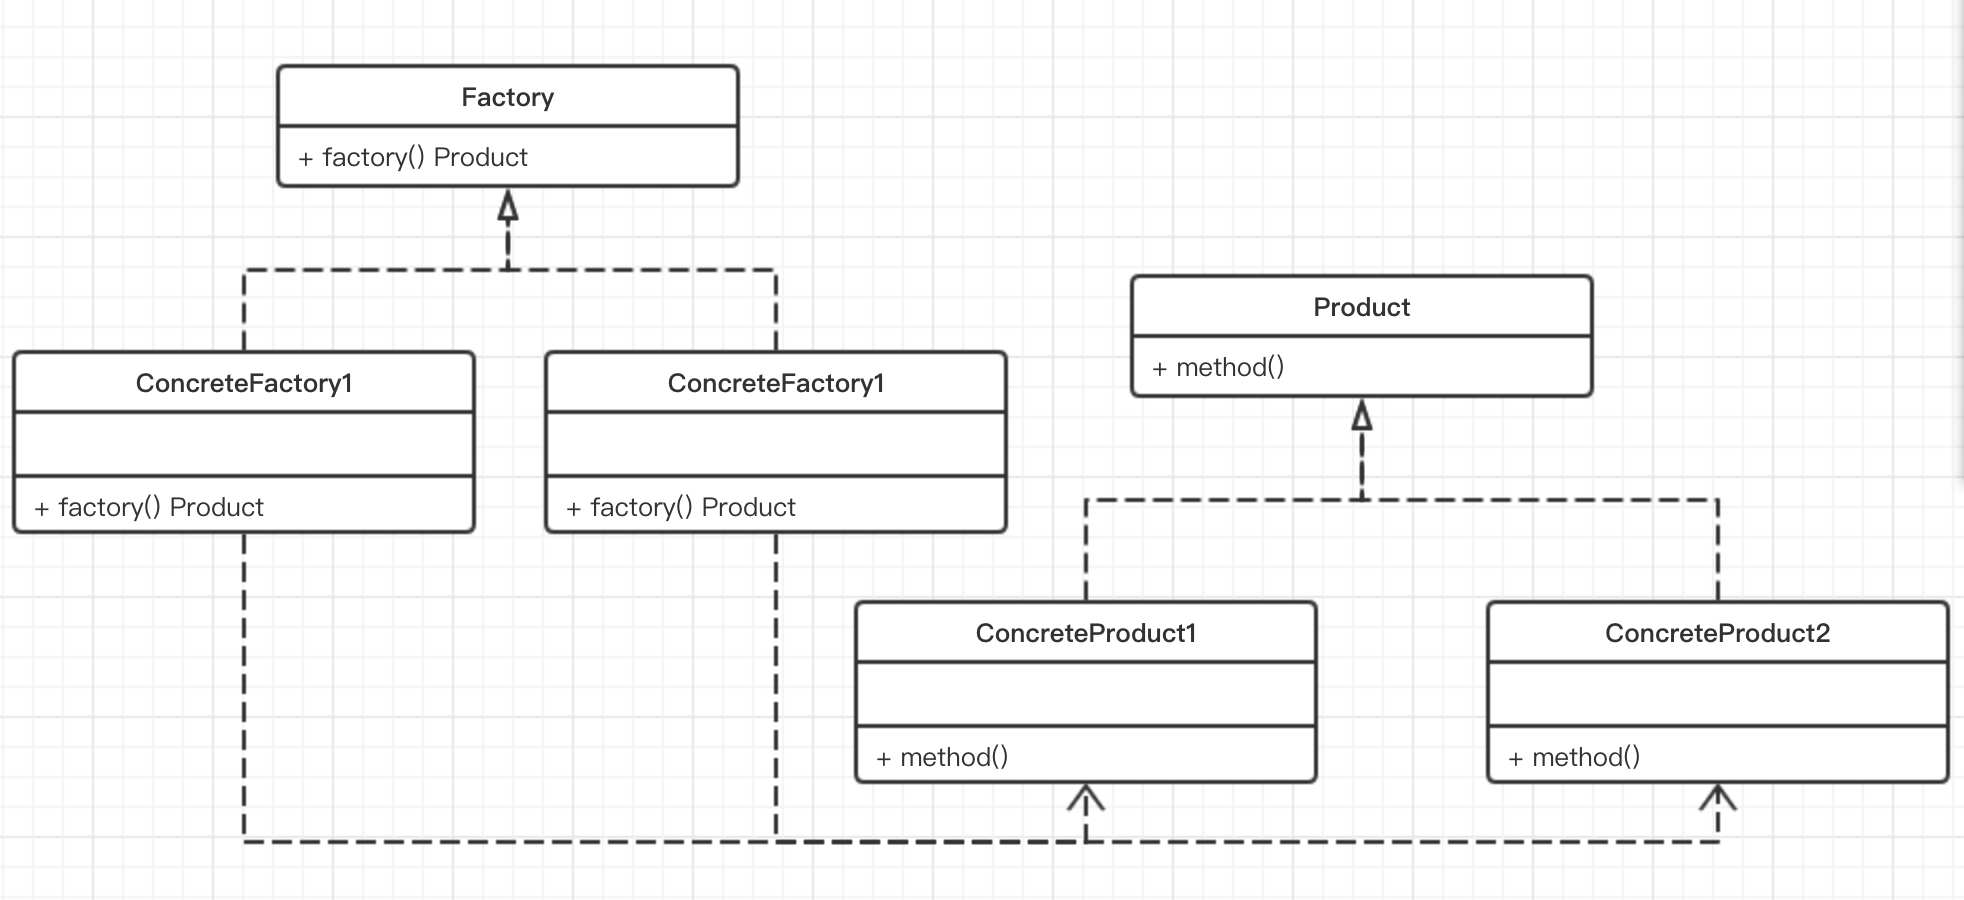 Factory
+ factory() Product
ConcreteFactory1
+ factory() Product
ConcreteFactory1
+ factory() Product
Product
+ method()
ConcreteProduct1
+ method()
ConcreteProduct2
+ method()